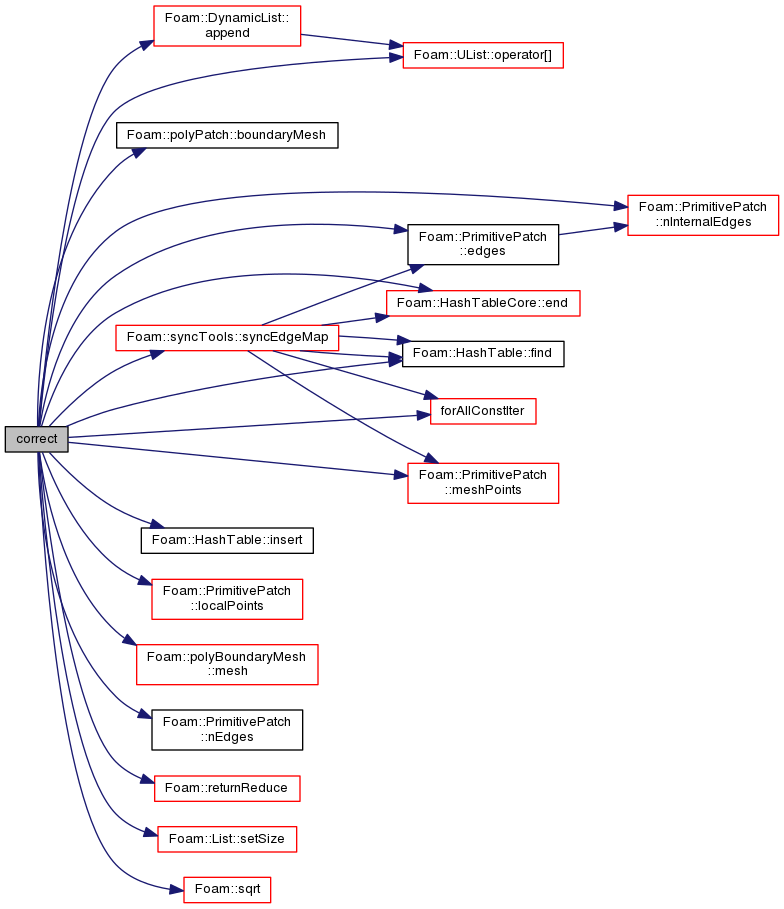 Foam::DynamicList::
append
Foam::UList::operator[]
Foam::polyPatch::boundaryMesh
Foam::PrimitivePatch
::nInternalEdges
Foam::PrimitivePatch
::edges
Foam::HashTableCore::end
Foam::syncTools::syncEdgeMap
Foam::HashTable::find
forAllConstIter
correct
Foam::PrimitivePatch
::meshPoints
Foam::HashTable::insert
Foam::PrimitivePatch
::localPoints
Foam::polyBoundaryMesh
::mesh
Foam::PrimitivePatch
::nEdges
Foam::returnReduce
Foam::List::setSize
Foam::sqrt